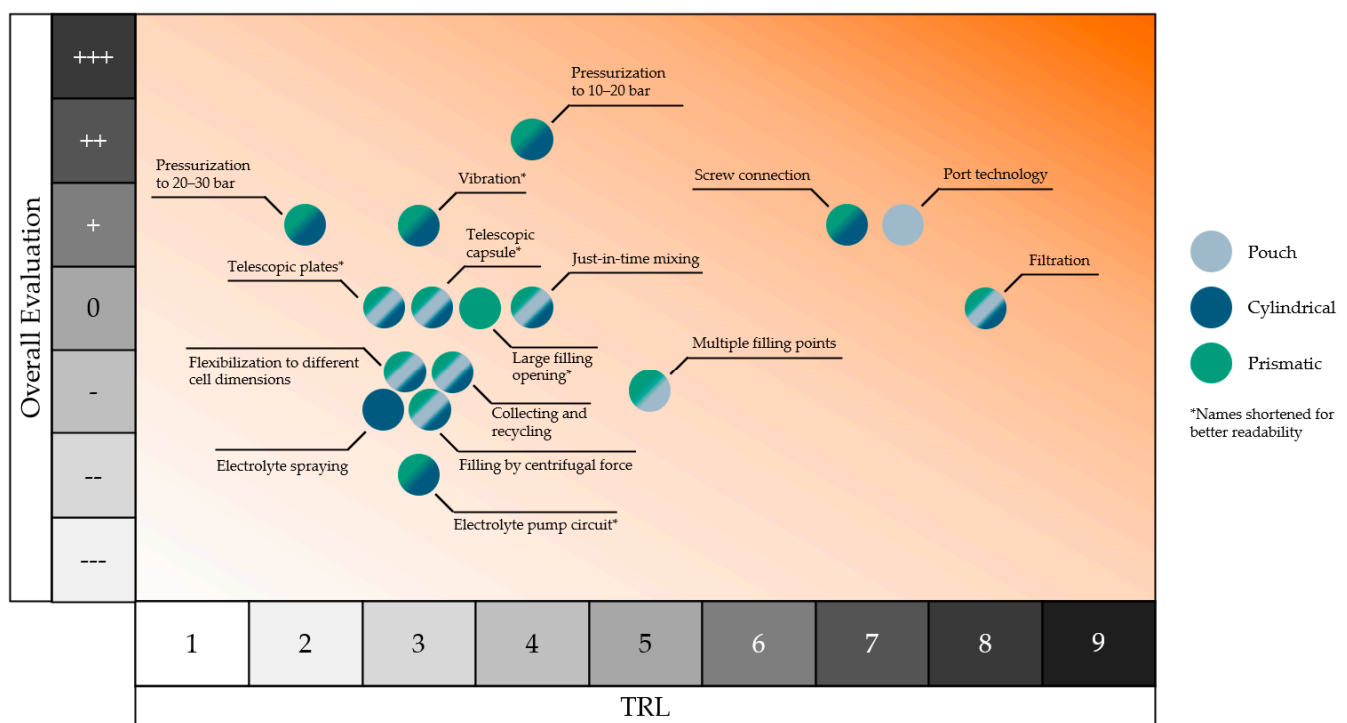 Overall Evaluation
+++
++
+
0
-
--
---
Pressurization
to 10–20 bar
Pressurization
to 20–30 bar
Vibration*
Screw connection
Port technology
Telescopic
capsule*
Telescopic plates*
Just-in-time mixing
Filtration
Flexibilization to different
cell dimensions
Large filling
opening*
Multiple filling points
Collecting and
recycling
Electrolyte spraying
Filling by centrifugal force
Electrolyte pump circuit*
Pouch
Cylindrical
Prismatic
*Names shortened for
better readability
1 2 3 4 5 6 7 8 9
TRL